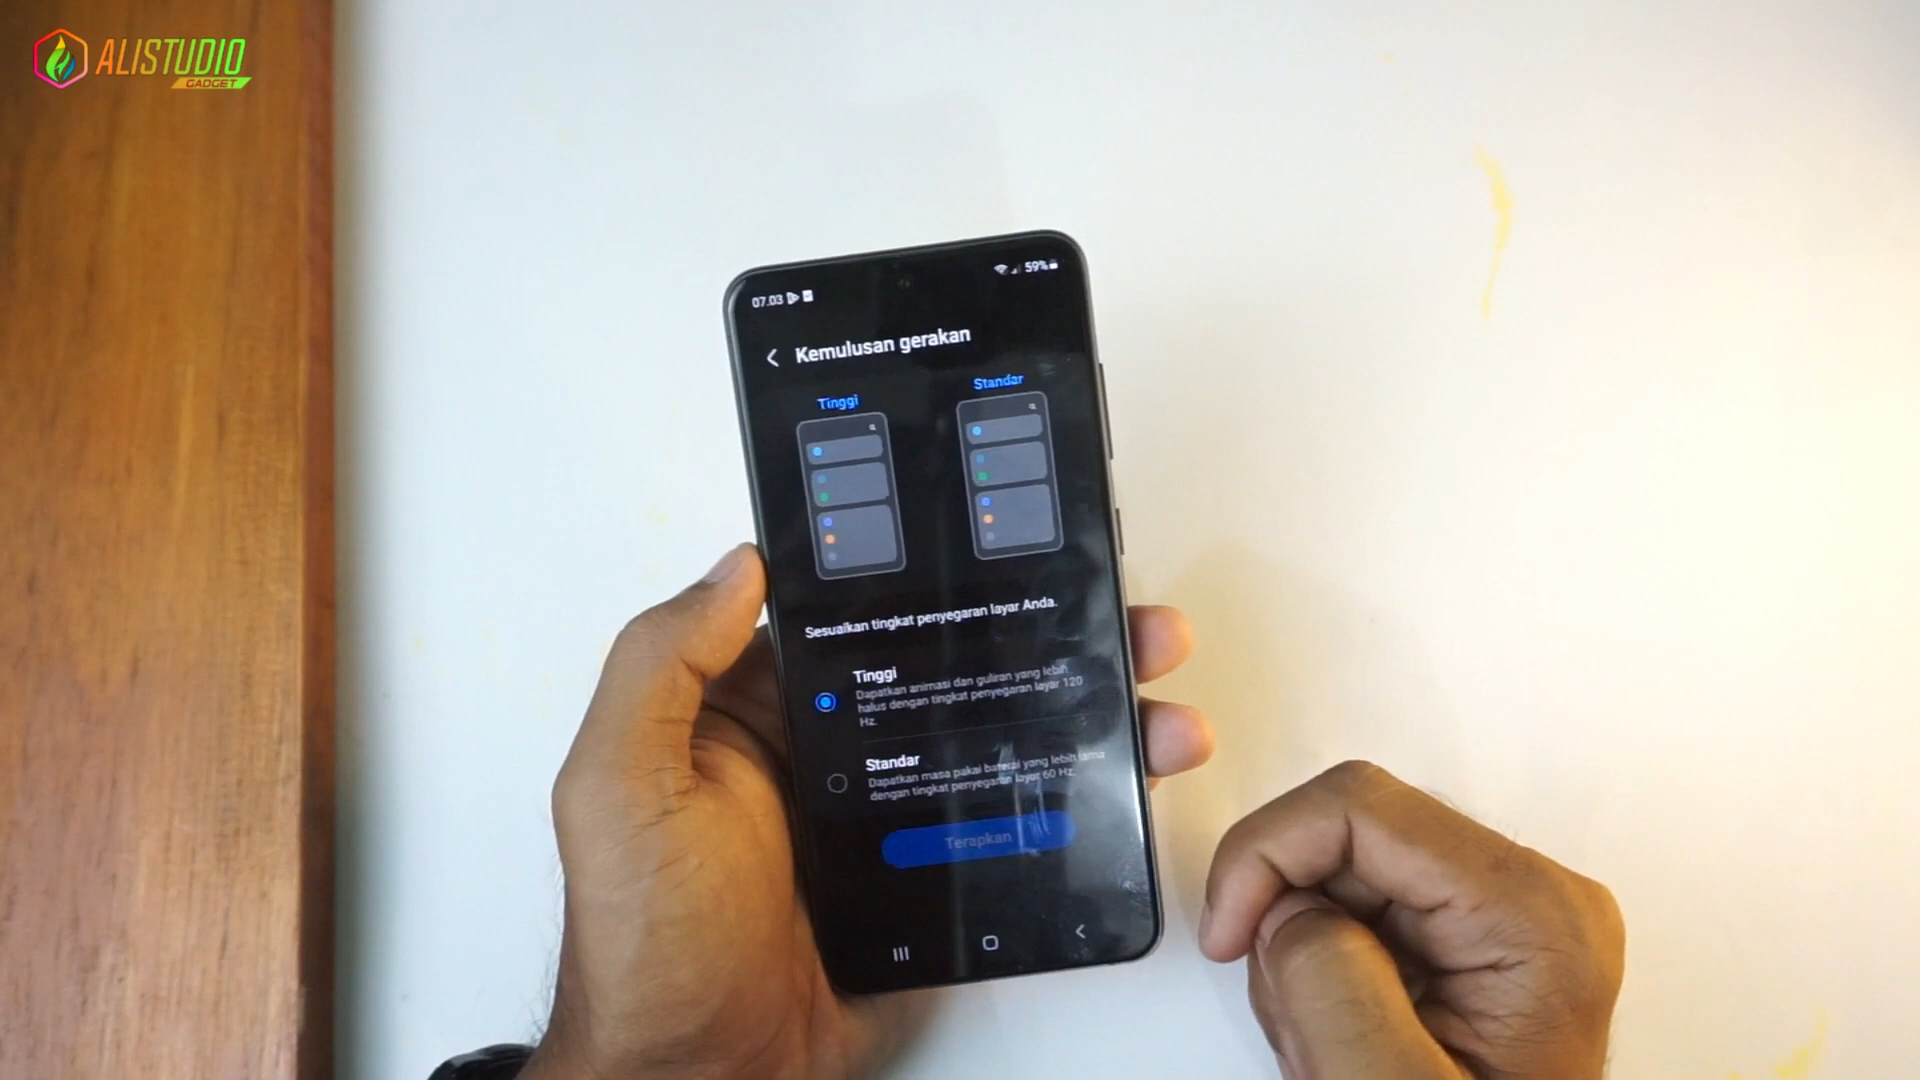 ALISTUDIO
GADGET
07.03
59%
Kemulusan gerakan
Tinggi
Standar
Sesuaikan tingkat penyegaran layar Anda.
Tinggi
Dapatkan animasi dan guliran yang lebih
halus dengan tingkat penyegaran layar 120
Hz.
Standar
Dapatkan masa pakai baterai yang lebih lama
dengan tingkat penyegaran layar 60 Hz.
Terapkan